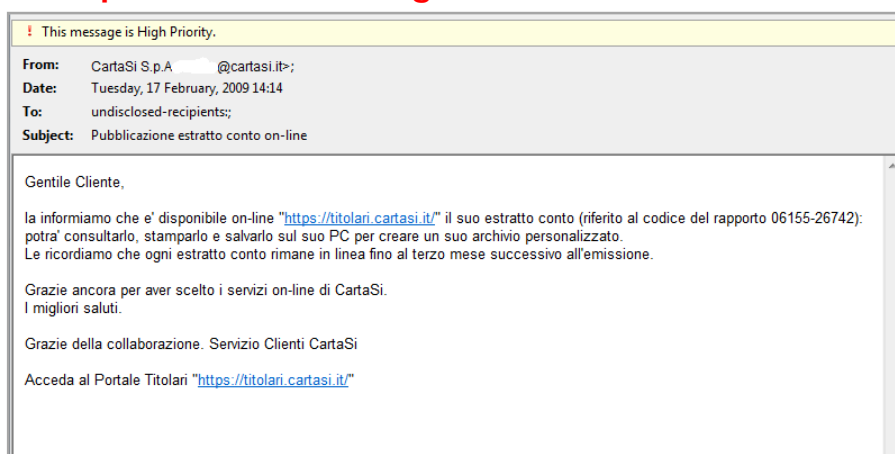 ! This message is High Priority.
From: CartaSi S.p.A @cartasi.it>;
Date: Tuesday, 17 February, 2009 14:14
To: undisclosed-recipients:;
Subject: Pubblicazione estratto conto on-line
Gentile Cliente,
la informiamo che e' disponibile on-line "https://titolari.cartasi.it/" il suo estratto conto (riferito al codice del rapporto 06155-26742):
potra' consultarlo, stamparlo e salvarlo sul suo PC per creare un suo archivio personalizzato.
Le ricordiamo che ogni estratto conto rimane in linea fino al terzo mese successivo all'emissione.
Grazie ancora per aver scelto i servizi on-line di CartaSi.
I migliori saluti.
Grazie della collaborazione. Servizio Clienti CartaSi
Acceda al Portale Titolari "https://titolari.cartasi.it/"